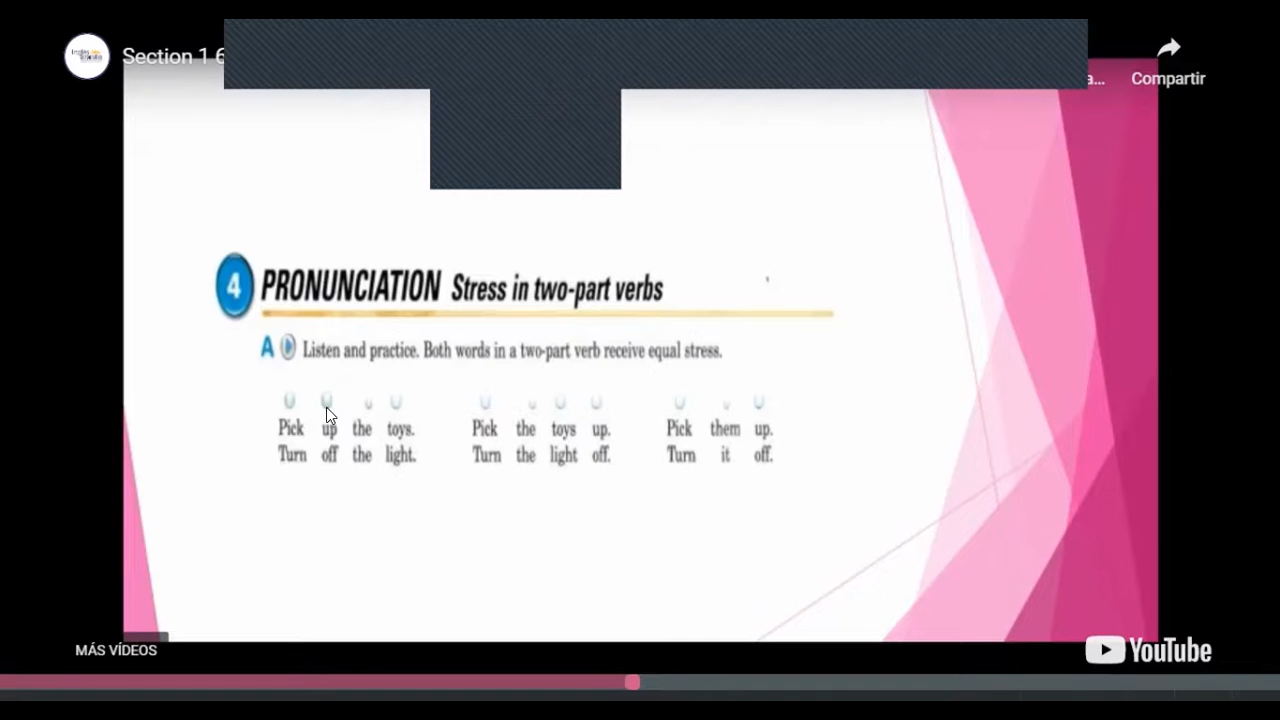 Section 1 6
a...
Compartir
4
PRONUNCIATION Stress in two-part verbs
A Listen and practice. Both words in a two-part verb receive equal stress.
Pick up the toys. Pick the toys up. Pick them up.
Turn off the light. Turn the light off. Turn it off.
MÁS VÍDEOS
YouTube